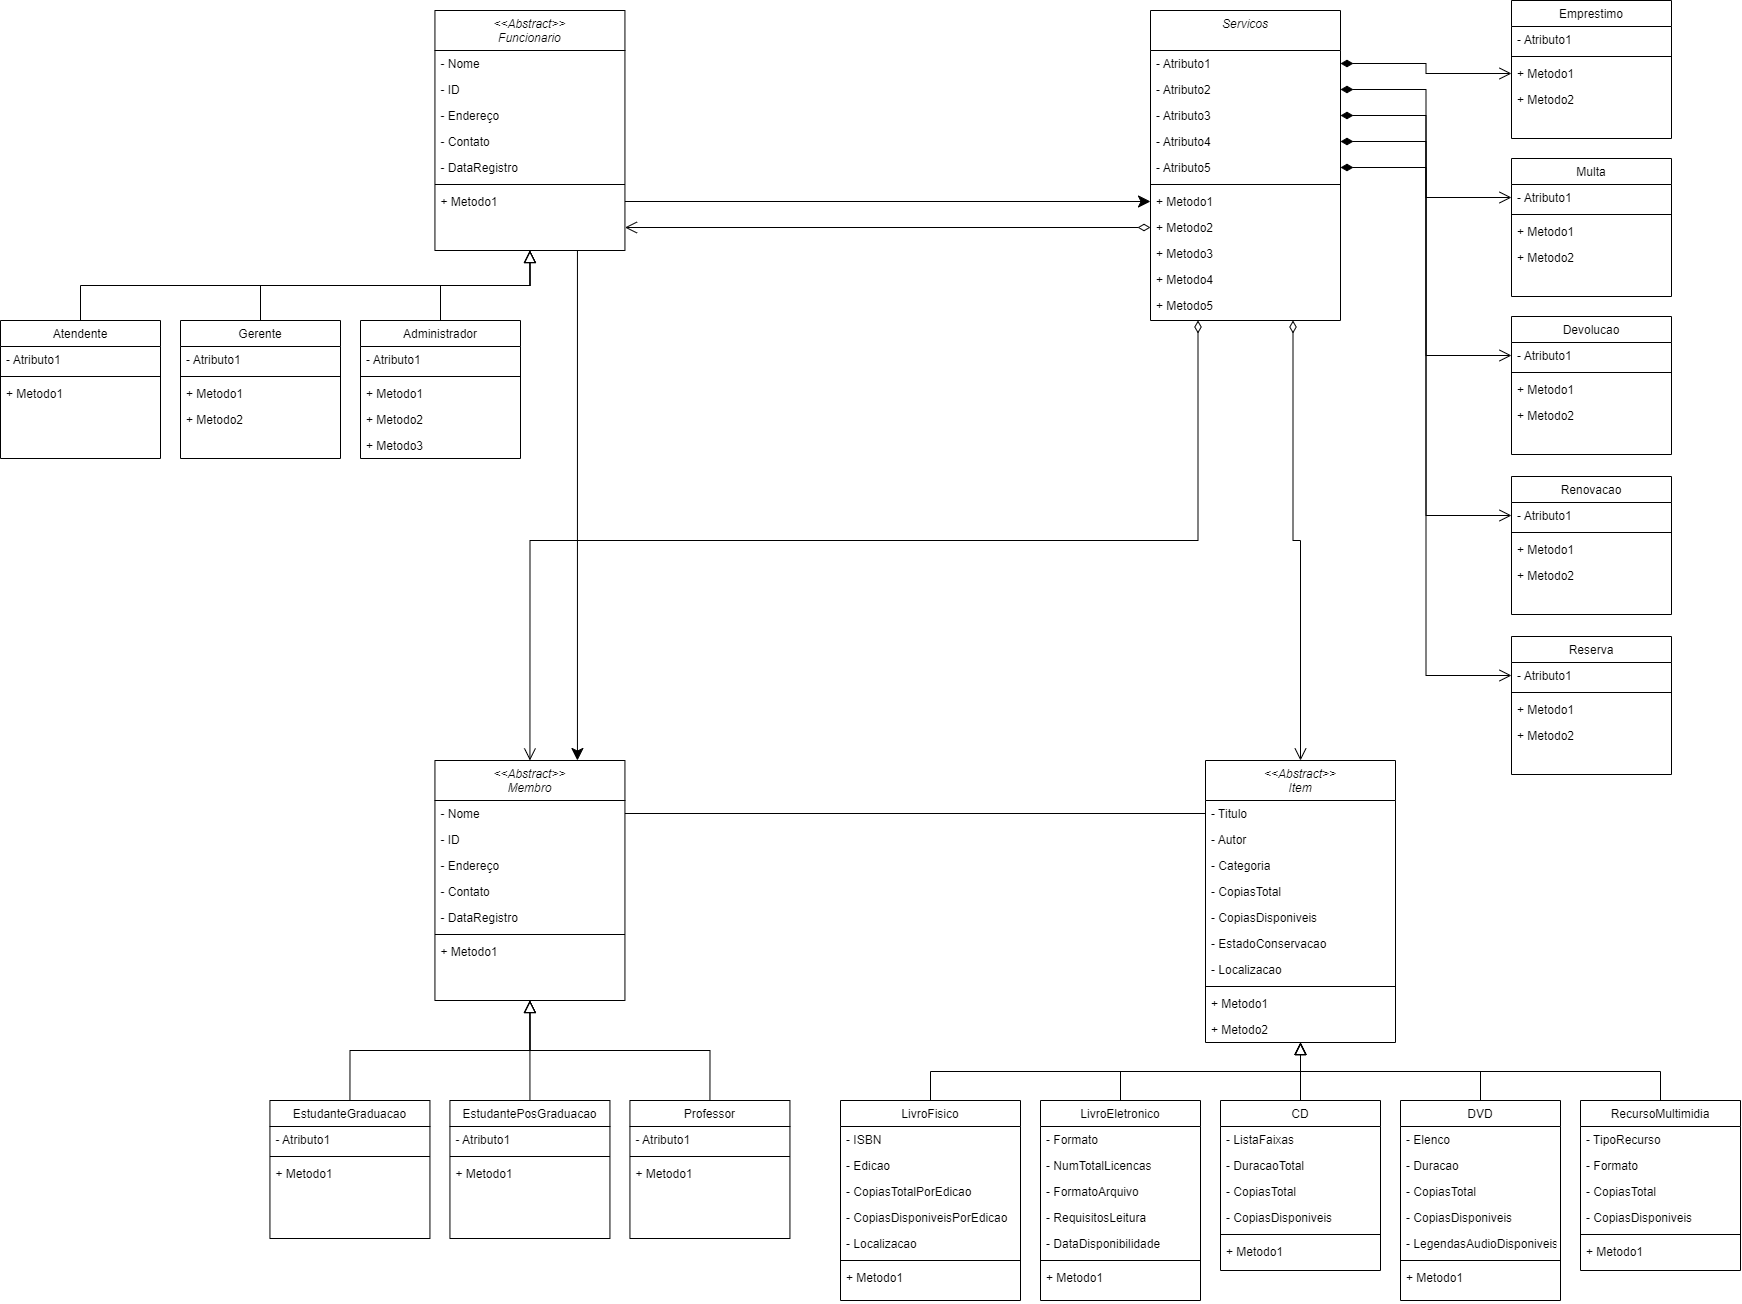 <<Abstract>>
Funcionario
- Nome
- ID
- Endereço
- Contato
- DataRegistro
+ Metodo1
Servicos
- Atributo1
- Atributo2
- Atributo3
- Atributo4
- Atributo5
+ Metodo1
+ Metodo2
+ Metodo3
+ Metodo4
+ Metodo5
Emprestimo
- Atributo1
+ Metodo1
+ Metodo2
Multa
- Atributo1
+ Metodo1
+ Metodo2
Devolucao
- Atributo1
+ Metodo1
+ Metodo2
Renovacao
- Atributo1
+ Metodo1
+ Metodo2
Reserva
- Atributo1
+ Metodo1
+ Metodo2
Atendente
- Atributo1
+ Metodo1
Gerente
- Atributo1
+ Metodo1
+ Metodo2
Administrador
- Atributo1
+ Metodo1
+ Metodo2
+ Metodo3
<<Abstract>>
Membro
- Nome
- ID
- Endereço
- Contato
- DataRegistro
+ Metodo1
<<Abstract>>
Item
- Titulo
- Autor
- Categoria
- CopiasTotal
- CopiasDisponiveis
- EstadoConservacao
- Localizacao
+ Metodo1
+ Metodo2
EstudanteGraduacao
- Atributo1
+ Metodo1
EstudantePosGraduacao
- Atributo1
+ Metodo1
Professor
- Atributo1
+ Metodo1
LivroFisico
- ISBN
- Edicao
- CopiasTotalPorEdicao
- CopiasDisponiveisPorEdicao
- Localizacao
+ Metodo1
LivroEletronico
- Formato
- NumTotalLicencas
- FormatoArquivo
- RequisitosLeitura
- DataDisponibilidade
+ Metodo1
CD
- ListaFaixas
- DuracaoTotal
- CopiasTotal
- CopiasDisponiveis
+ Metodo1
DVD
- Elenco
- Duracao
- CopiasTotal
- CopiasDisponiveis
- LegendasAudioDisponiveis
+ Metodo1
RecursoMultimidia
- TipoRecurso
- Formato
- CopiasTotal
- CopiasDisponiveis
+ Metodo1